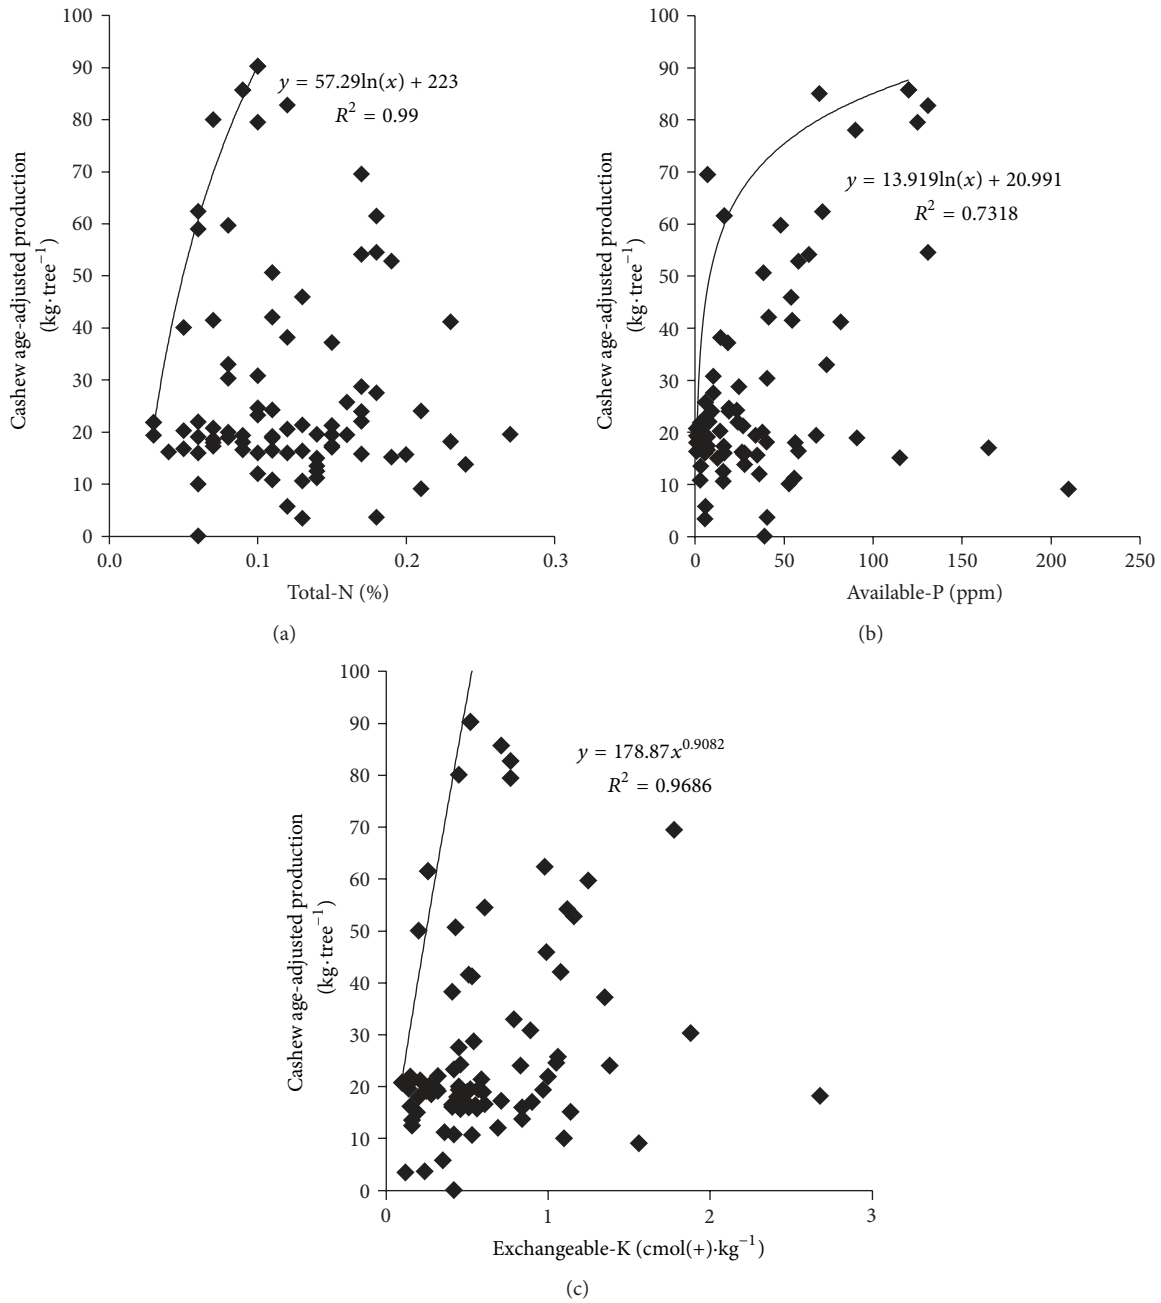 100
90
80
70
60
50
40
30
20
10
0
Cashew age-adjusted production
(kg·tree⁻¹)
y = 57.29ln(x) + 223
R² = 0.99
0.0 0.1 0.2 0.3
Total-N (%)
(a)
100
90
80
70
60
50
40
30
20
10
0
Cashew age-adjusted production
(kg·tree⁻¹)
y = 13.919ln(x) + 20.991
R² = 0.7318
0 50 100 150 200 250
Available-P (ppm)
(b)
100
90
80
70
60
50
40
30
20
10
0
Cashew age-adjusted production
(kg·tree⁻¹)
y = 178.87x⁰·⁹⁰⁸²
R² = 0.9686
0 1 2 3
Exchangeable-K (cmol(+)·kg⁻¹)
(c)